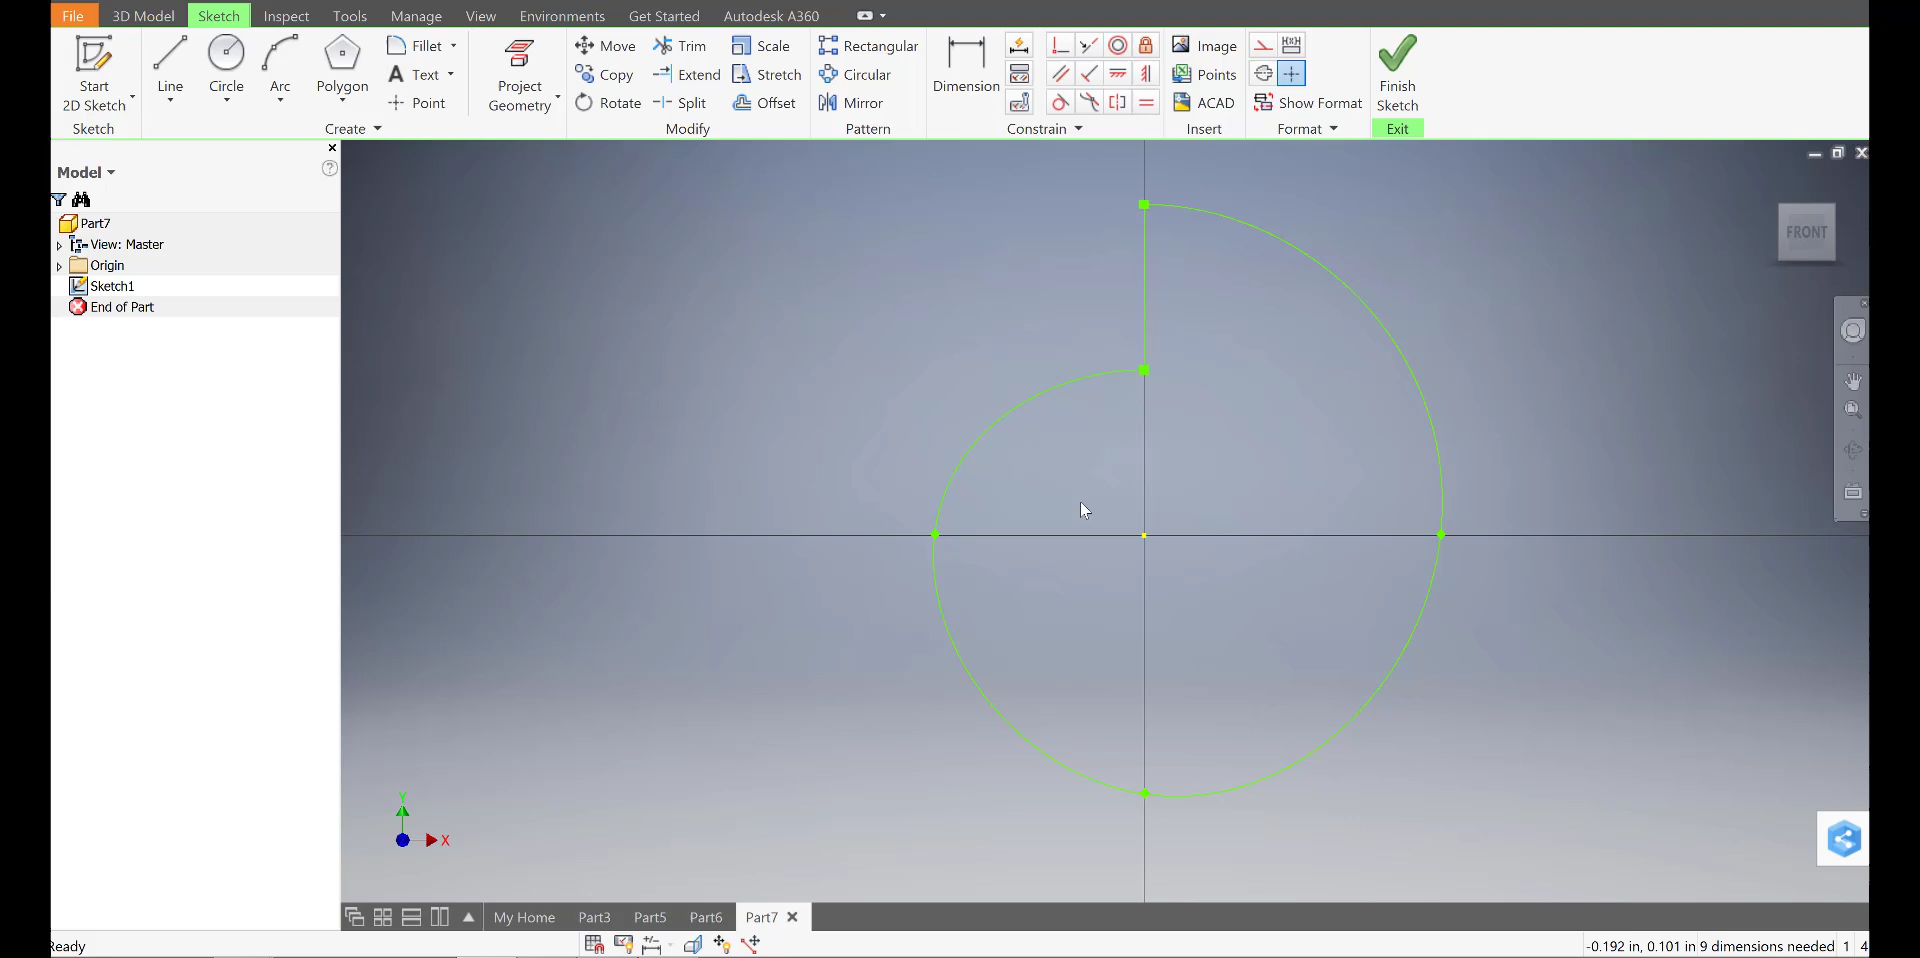 File 3D Model Sketch Inspect Tools Manage View Environments Get Started Autodesk A360
Start
2D Sketch
Line
Circle
Arc
Polygon
Fillet
Text
Point
Project
Geometry
Move
Copy
Rotate
Trim
Extend
Split
Scale
Stretch
Offset
Rectangular
Circular
Mirror
Dimension
Image
Points
ACAD
Show Format
Finish
Sketch
Sketch
Create
Modify
Pattern
Constrain
Insert
Format
Exit
Model
Part7
View: Master
Origin
Sketch1
End of Part
FRONT
Y
X
My Home Part3 Part5 Part6 Part7
Ready
-0.192 in, 0.101 in 9 dimensions needed 1 4